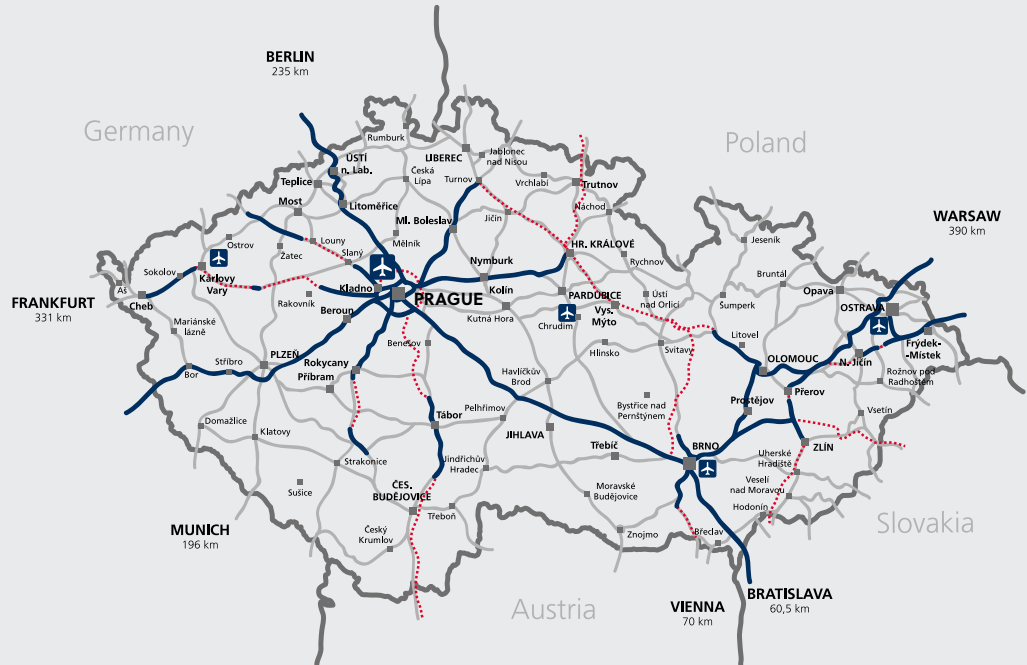 BERLIN
235 km
Germany
Poland
Rumburk
ÚSTÍ
n. Lab.
LIBEREC
Jablonec
nad Nisou
Česká
Lípa
Teplice
Turnov
Vrchlabí
Trutnov
Most
Litoměřice
Náchod
Ml. Boleslav
Jičín
WARSAW
390 km
Ostrov
Louny
Mělník
Jeseník
Žatec
Slaný
HR. KRÁLOVÉ
Rychnov
Sokolov
Karlovy
Vary
Nymburk
Bruntál
Aš
Kladno
Kolín
Opava
Cheb
Rakovník
PRAGUE
PARDUBICE
Ústí
nad Orlicí
Šumperk
OSTRAVA
FRANKFURT
331 km
Beroun
Kutná Hora
Vys.
Mýto
Chrudim
Mariánské
lázně
Benešov
Hlinsko
Svitavy
Litovel
Frýdek-
-Místek
Stříbro
PLZEŇ
Rokycany
OLOMOUC
N. Jičín
Bor
Příbram
Havlíčkův
Brod
Přerov
Rožnov pod
Radhoštěm
Bystřice nad
Pernštýnem
Prostějov
Domažlice
Tábor
Pelhřimov
Vsetín
Klatovy
JIHLAVA
Třebíč
BRNO
ZLÍN
Strakonice
Jindřichův
Hradec
Uherské
Hradiště
Sušice
ČES.
BUDĚJOVICE
Moravské
Budějovice
Veselí
nad Moravou
Třeboň
Hodonín
MUNICH
196 km
Český
Krumlov
Znojmo
Břeclav
Slovakia
Austria
VIENNA
70 km
BRATISLAVA
60,5 km